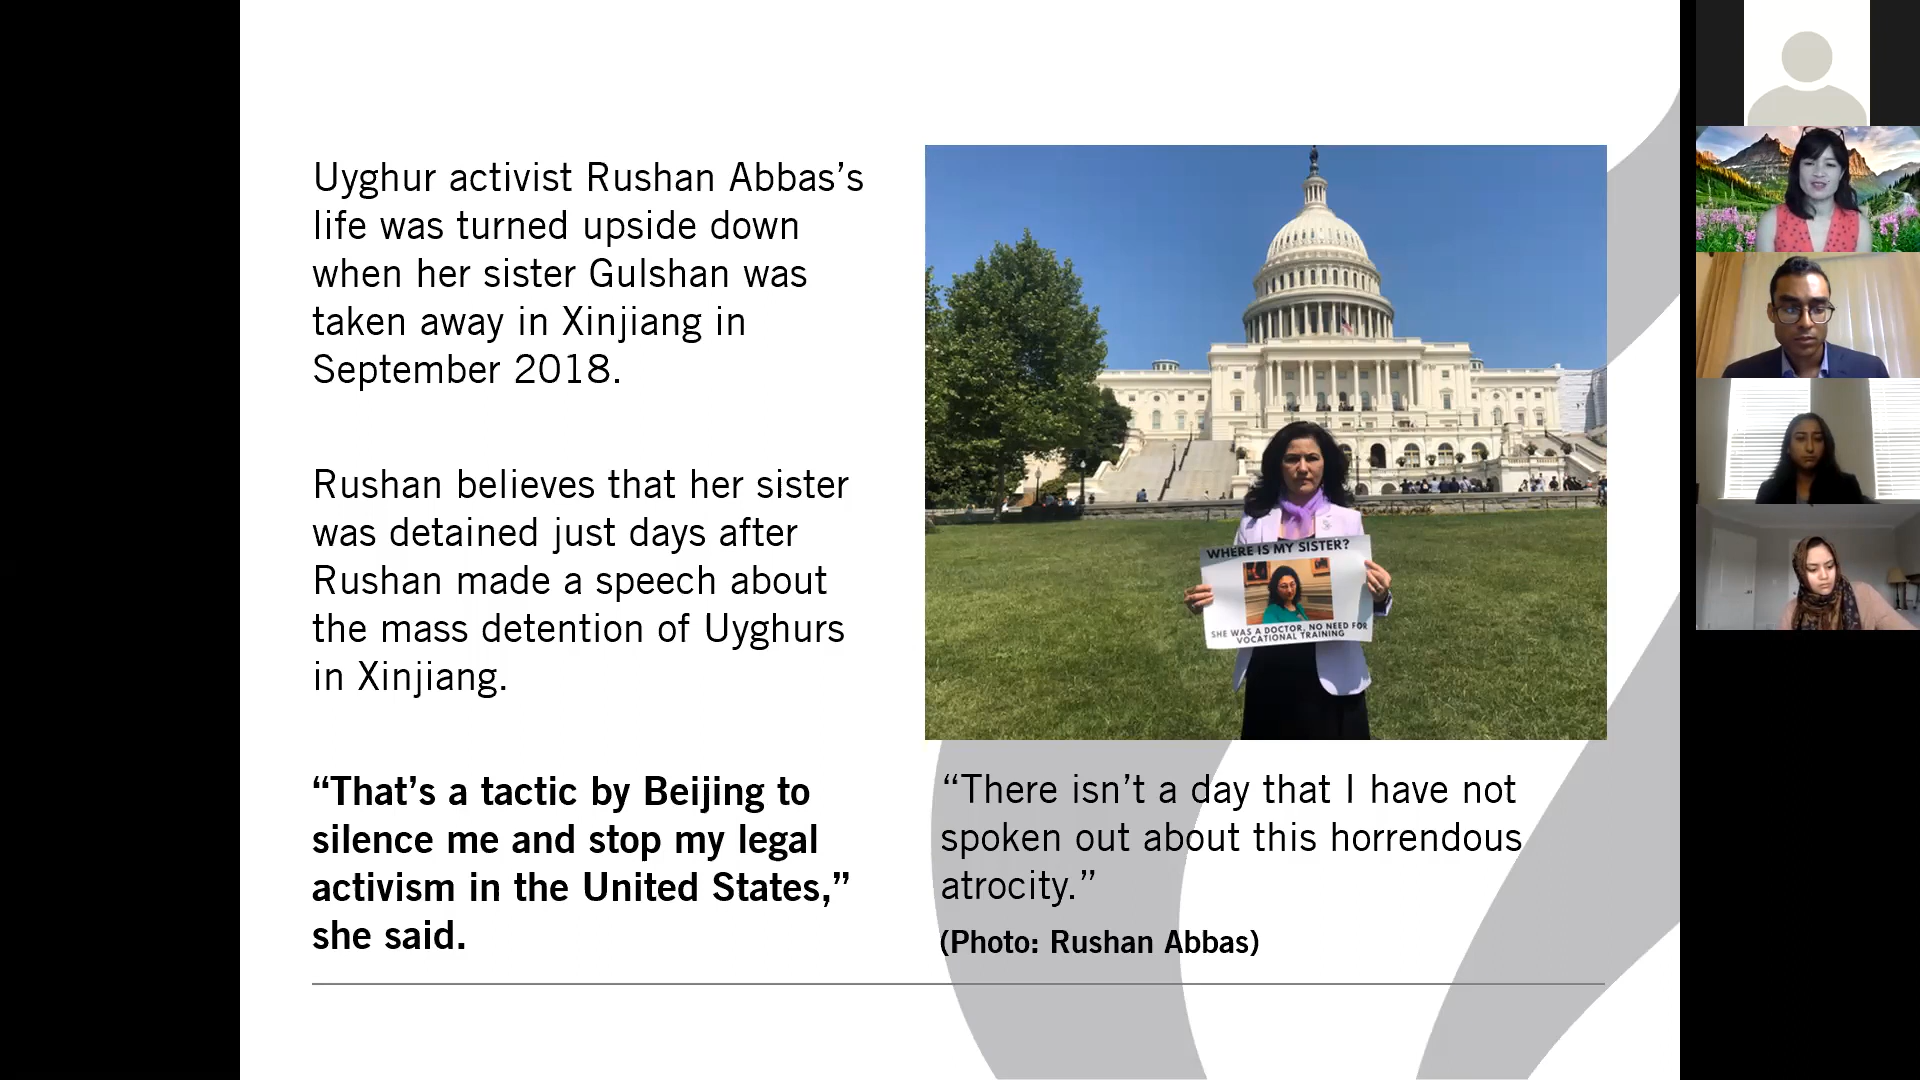 Uyghur activist Rushan Abbas’s
life was turned upside down
when her sister Gulshan was
taken away in Xinjiang in
September 2018.
Rushan believes that her sister
was detained just days after
Rushan made a speech about
the mass detention of Uyghurs
in Xinjiang.
“That’s a tactic by Beijing to
silence me and stop my legal
activism in the United States,”
she said.
WHERE IS MY SISTER?
SHE WAS A DOCTOR, NO NEED FOR
VOCATIONAL TRAINING
“There isn’t a day that I have not
spoken out about this horrendous
atrocity.”
(Photo: Rushan Abbas)